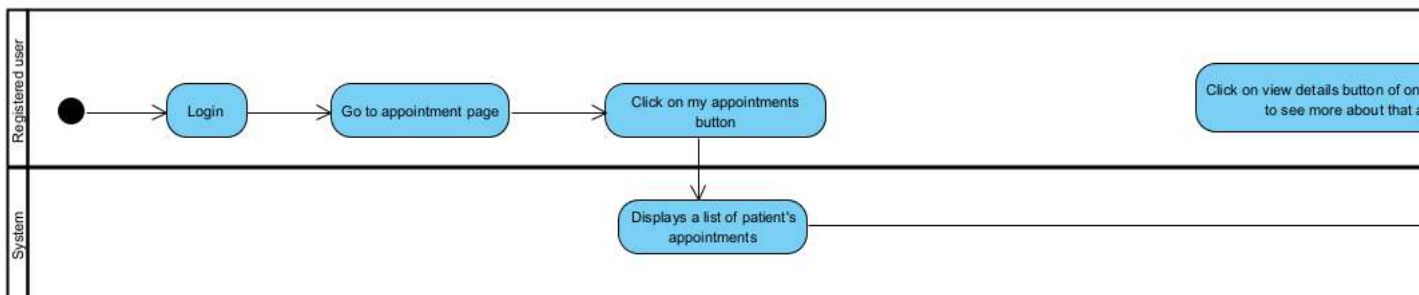 Registered user
Login
Go to appointment page
Click on my appointments
button
Click on view details button of
to see more about that
System
Displays a list of patient's
appointments